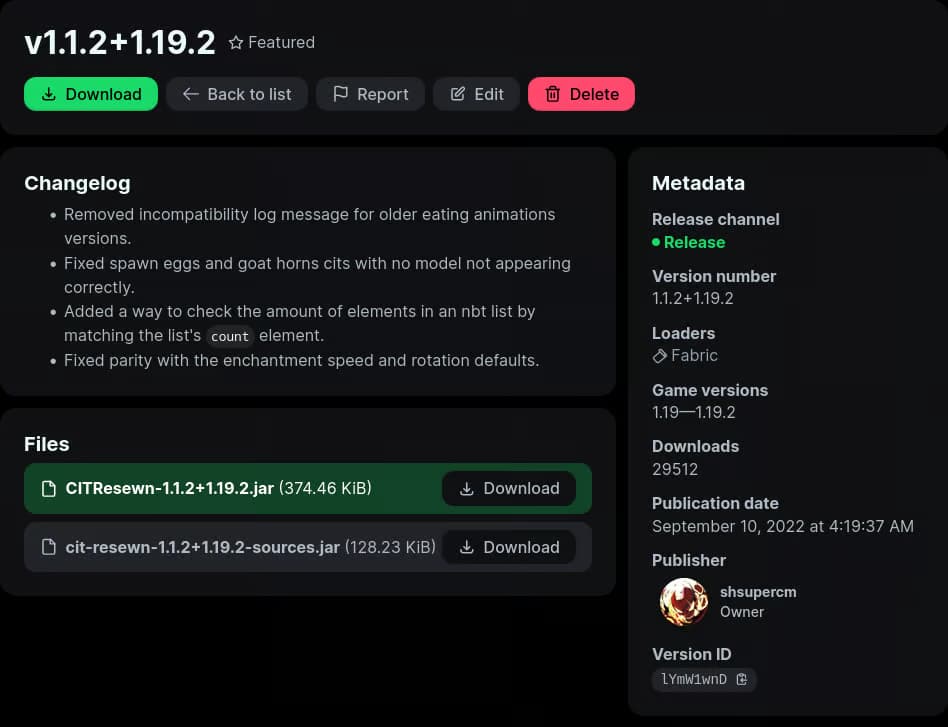 v1.1.2+1.19.2 Featured
Download Back to list Report Edit Delete
Changelog
• Removed incompatibility log message for older eating animations
versions.
• Fixed spawn eggs and goat horns cits with no model not appearing
correctly.
• Added a way to check the amount of elements in an nbt list by
matching the list's count element.
• Fixed parity with the enchantment speed and rotation defaults.
Files
CITResewn-1.1.2+1.19.2.jar (374.46 KiB) Download
cit-resewn-1.1.2+1.19.2-sources.jar (128.23 KiB) Download
Metadata
Release channel
• Release
Version number
1.1.2+1.19.2
Loaders
Fabric
Game versions
1.19—1.19.2
Downloads
29512
Publication date
September 10, 2022 at 4:19:37 AM
Publisher
shsupercm
Owner
Version ID
lYmW1wnD